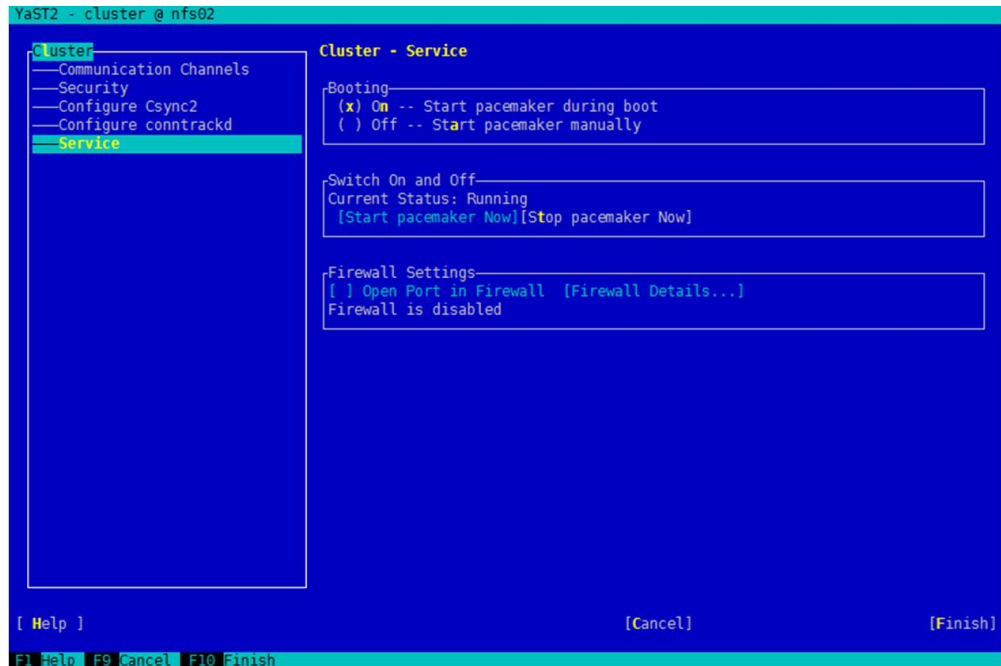 YaST2 - cluster @ nfs02
Cluster
Communication Channels
Security
Configure Csync2
Configure conntrackd
Service
Cluster - Service
Booting
(x) On -- Start pacemaker during boot
( ) Off -- Start pacemaker manually
Switch On and Off
Current Status: Running
[Start pacemaker Now][Stop pacemaker Now]
Firewall Settings
[ ] Open Port in Firewall [Firewall Details...]
Firewall is disabled
[ Help ] [Cancel] [Finish]
F1 Help F9 Cancel F10 Finish